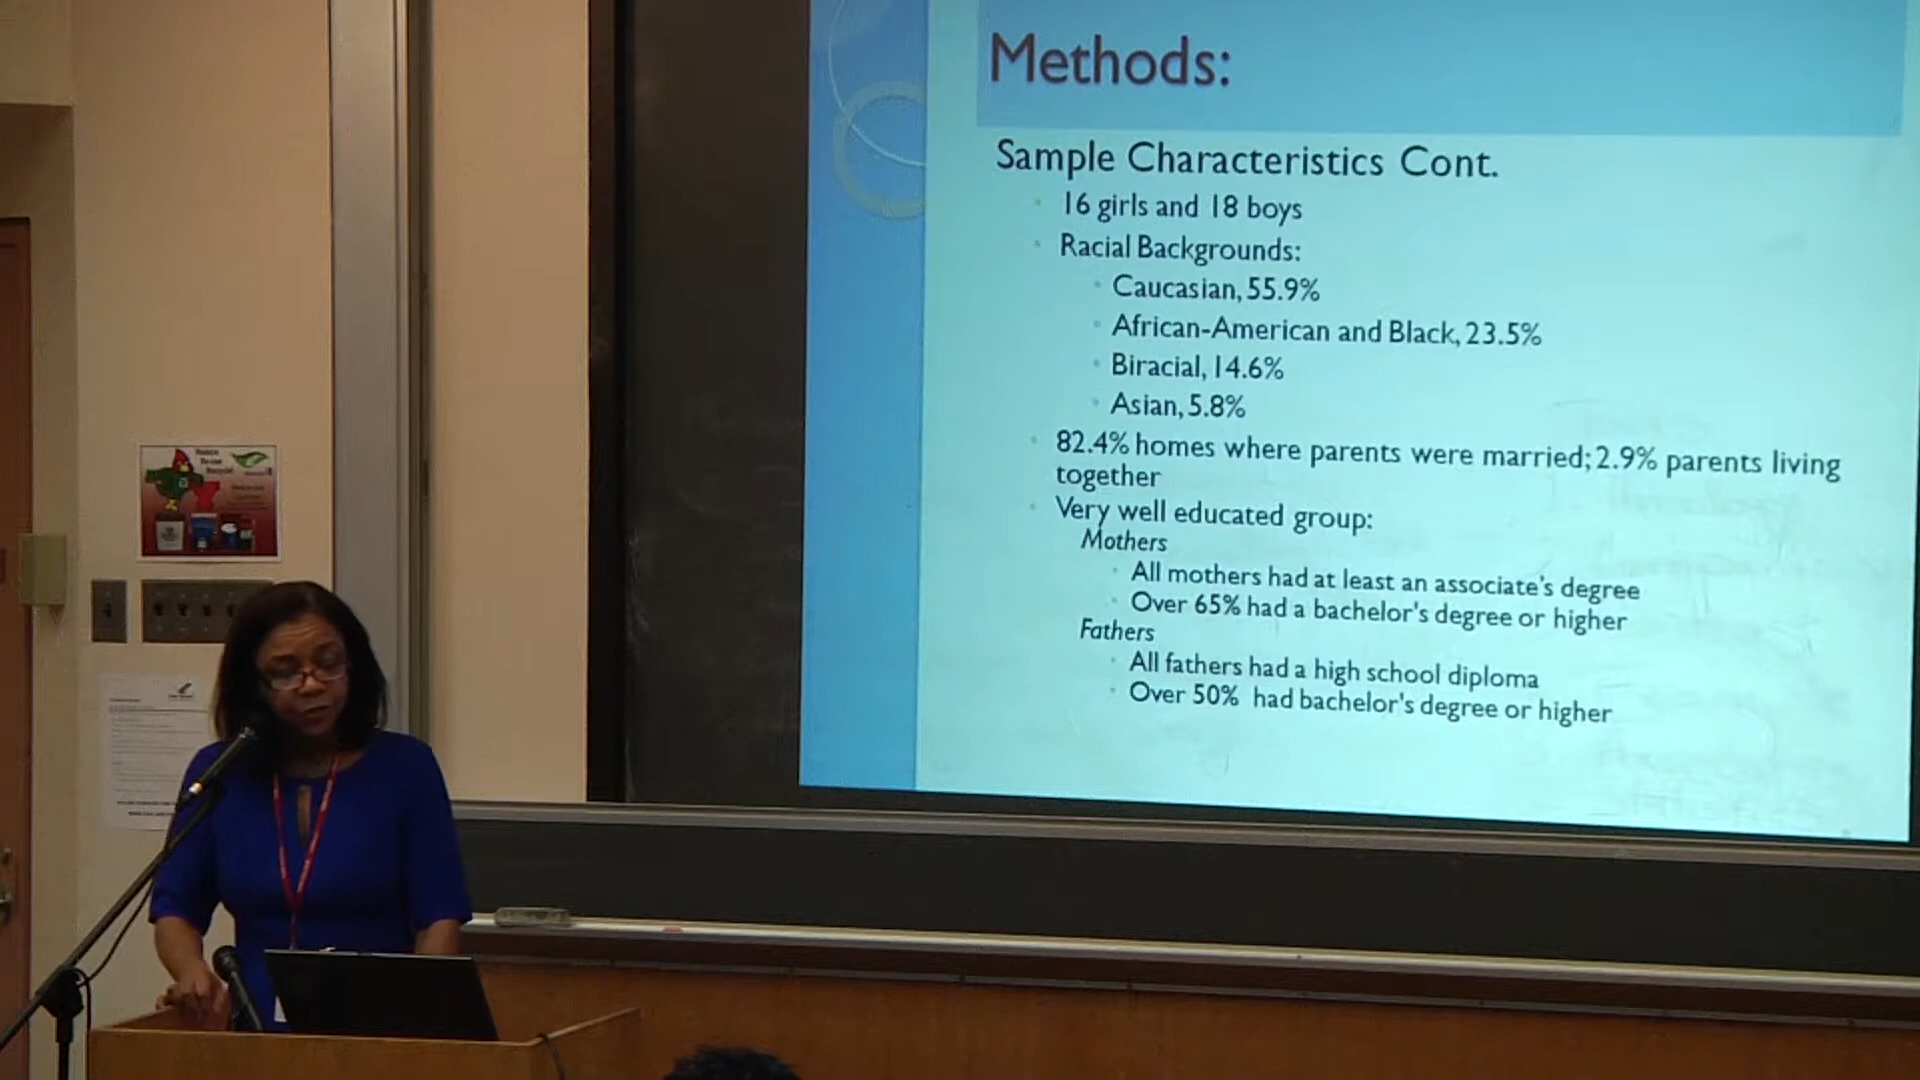 Methods:
Sample Characteristics Cont.
16 girls and 18 boys
Racial Backgrounds:
Caucasian, 55.9%
African-American and Black, 23.5%
Biracial, 14.6%
Asian, 5.8%
82.4% homes where parents were married; 2.9% parents living
together
Very well educated group:
Mothers
All mothers had at least an associate's degree
Over 65% had a bachelor's degree or higher
Fathers
All fathers had a high school diploma
Over 50% had bachelor's degree or higher